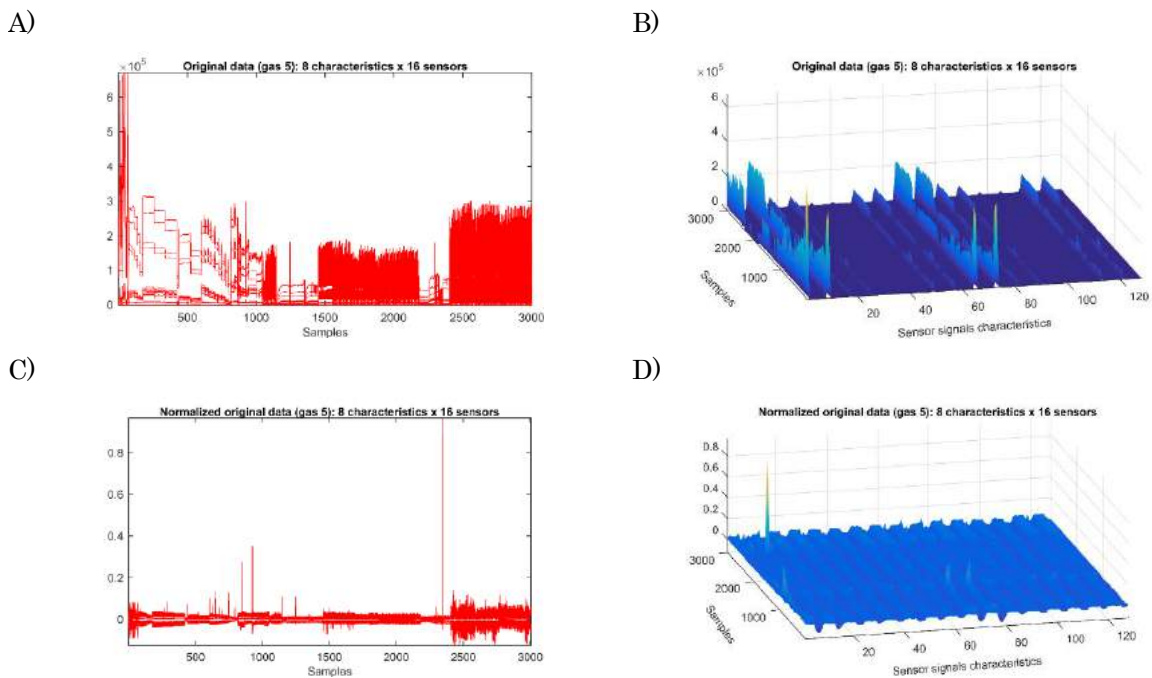 A)
Original data (gas 5): 8 characteristics x 16 sensors
×10⁵
6
5
4
3
2
1
0
500 1000 1500 2000 2500 3000
Samples
B)
Original data (gas 5): 8 characteristics x 16 sensors
×10⁵
6
4
2
0
3000
2000
1000
Samples
20 40 60 80 100 120
Sensor signals characteristics
C)
Normalized original data (gas 5): 8 characteristics x 16 sensors
0.8
0.6
0.4
0.2
0
500 1000 1500 2000 2500 3000
Samples
D)
Normalized original data (gas 5): 8 characteristics x 16 sensors
0.8
0.6
0.4
0.2
0
3000
2000
1000
Samples
20 40 60 80 100 120
Sensor signals characteristics